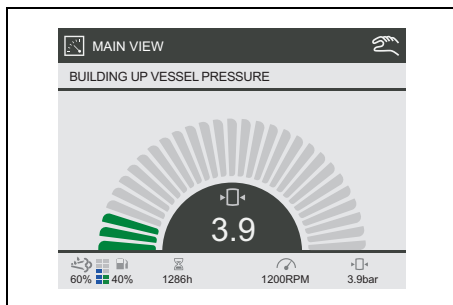 MAIN VIEW
BUILDING UP VESSEL PRESSURE
3.9
60% 40% 1286h 1200RPM 3.9bar